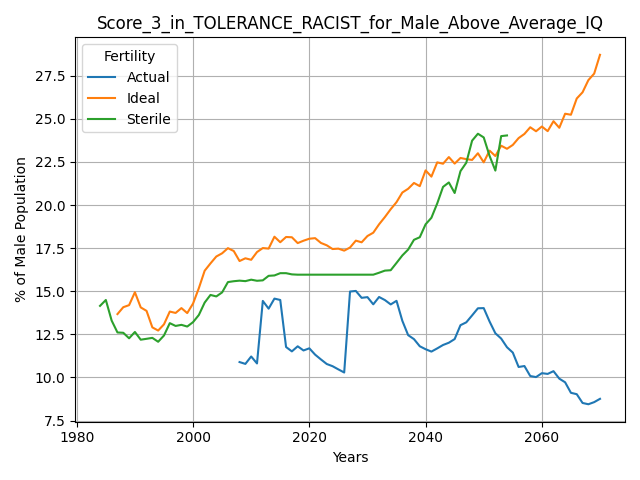 Score_3_in_TOLERANCE_RACIST_for_Male_Above_Average_IQ
Fertility
Actual
Ideal
Sterile
% of Male Population
27.5
25.0
22.5
20.0
17.5
15.0
12.5
10.0
7.5
1980
2000
2020
2040
2060
Years